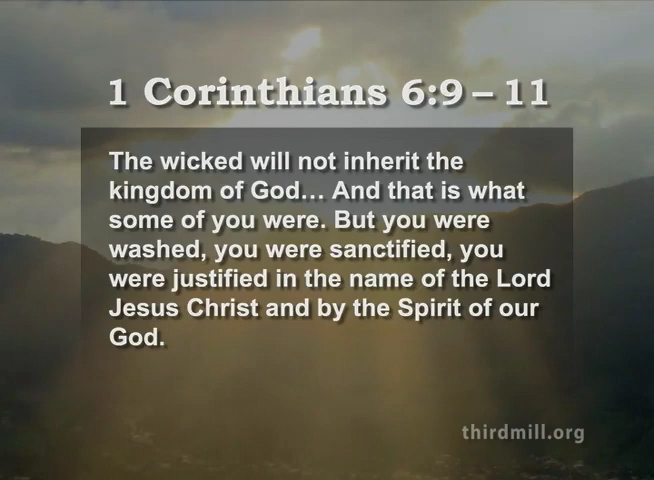 1 Corinthians 6:9 – 11
The wicked will not inherit the
kingdom of God… And that is what
some of you were. But you were
washed, you were sanctified, you
were justified in the name of the Lord
Jesus Christ and by the Spirit of our
God.
thirdmill.org